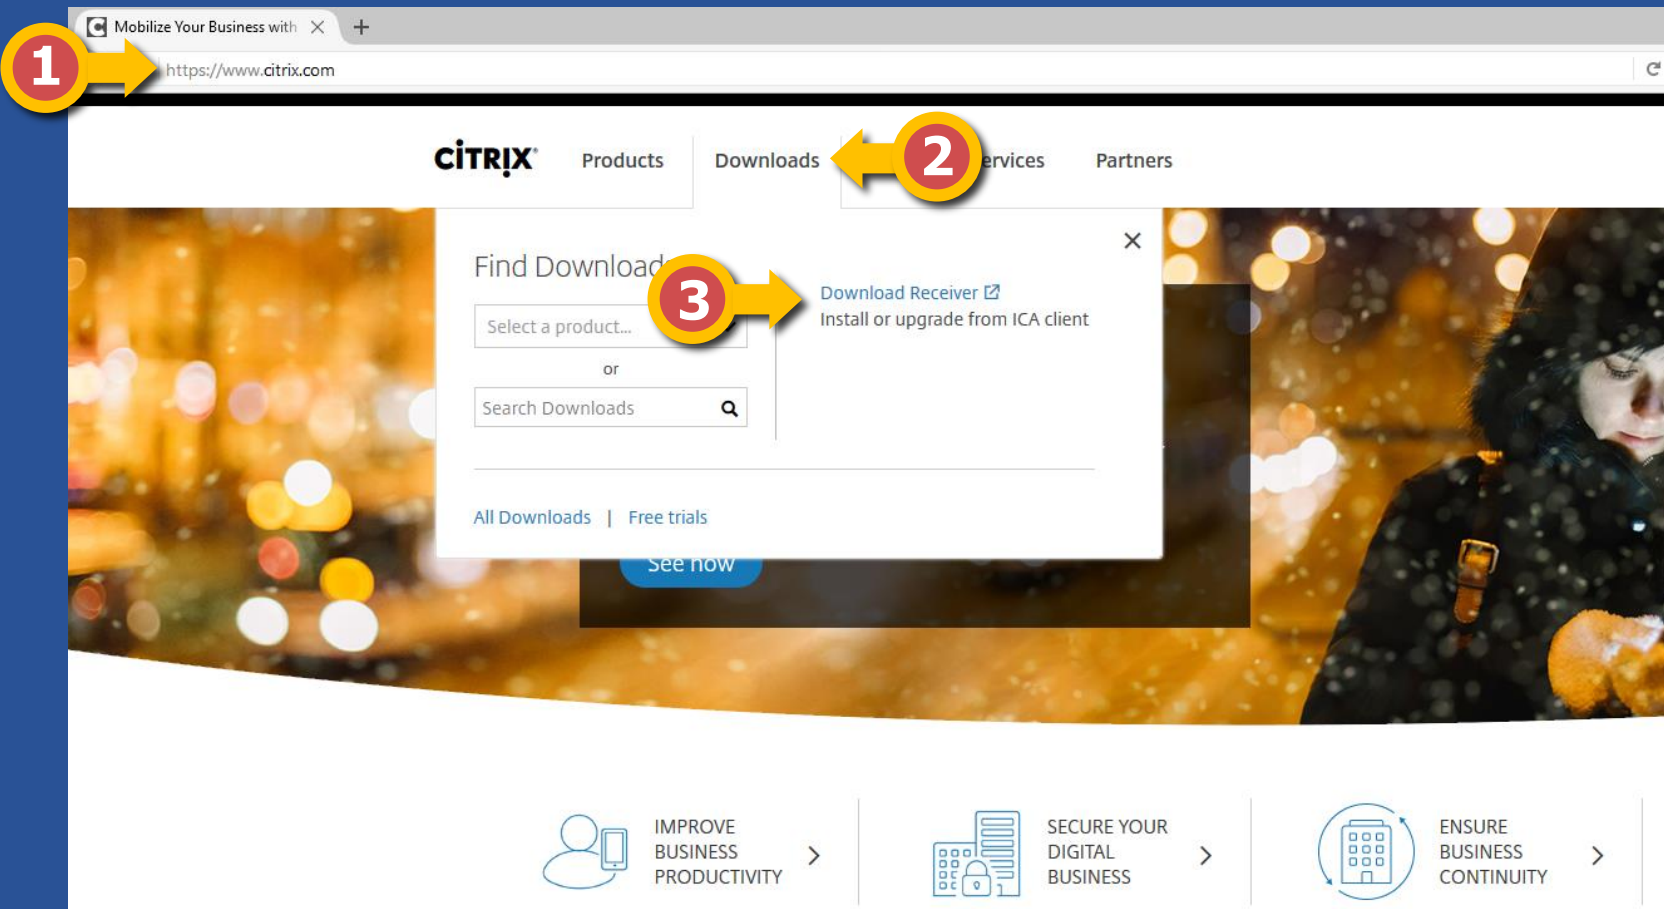 Mobilize Your Business with
1
https://www.citrix.com
CITRIX
Products
Downloads
2
ervices
Partners
Find Downloads
3
Download Receiver
Install or upgrade from ICA client
Select a product...
or
Search Downloads
All Downloads | Free trials
See now
IMPROVE
BUSINESS
PRODUCTIVITY
SECURE YOUR
DIGITAL
BUSINESS
ENSURE
BUSINESS
CONTINUITY